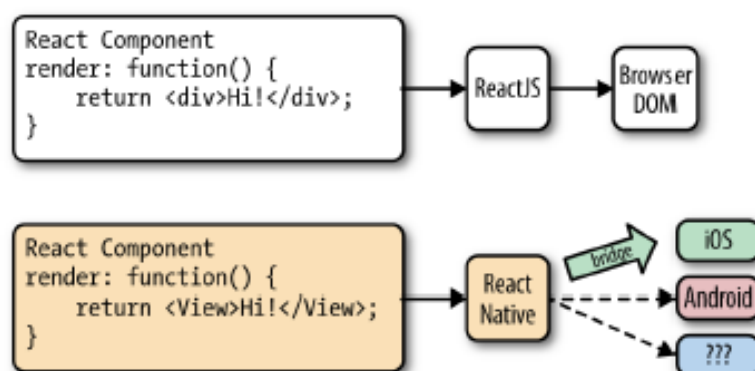 React Component
render: function() {
    return <div>Hi!</div>;
}
ReactJS
Browser
DOM
React Component
render: function() {
    return <View>Hi!</View>;
}
React
Native
bridge
iOS
Android
???